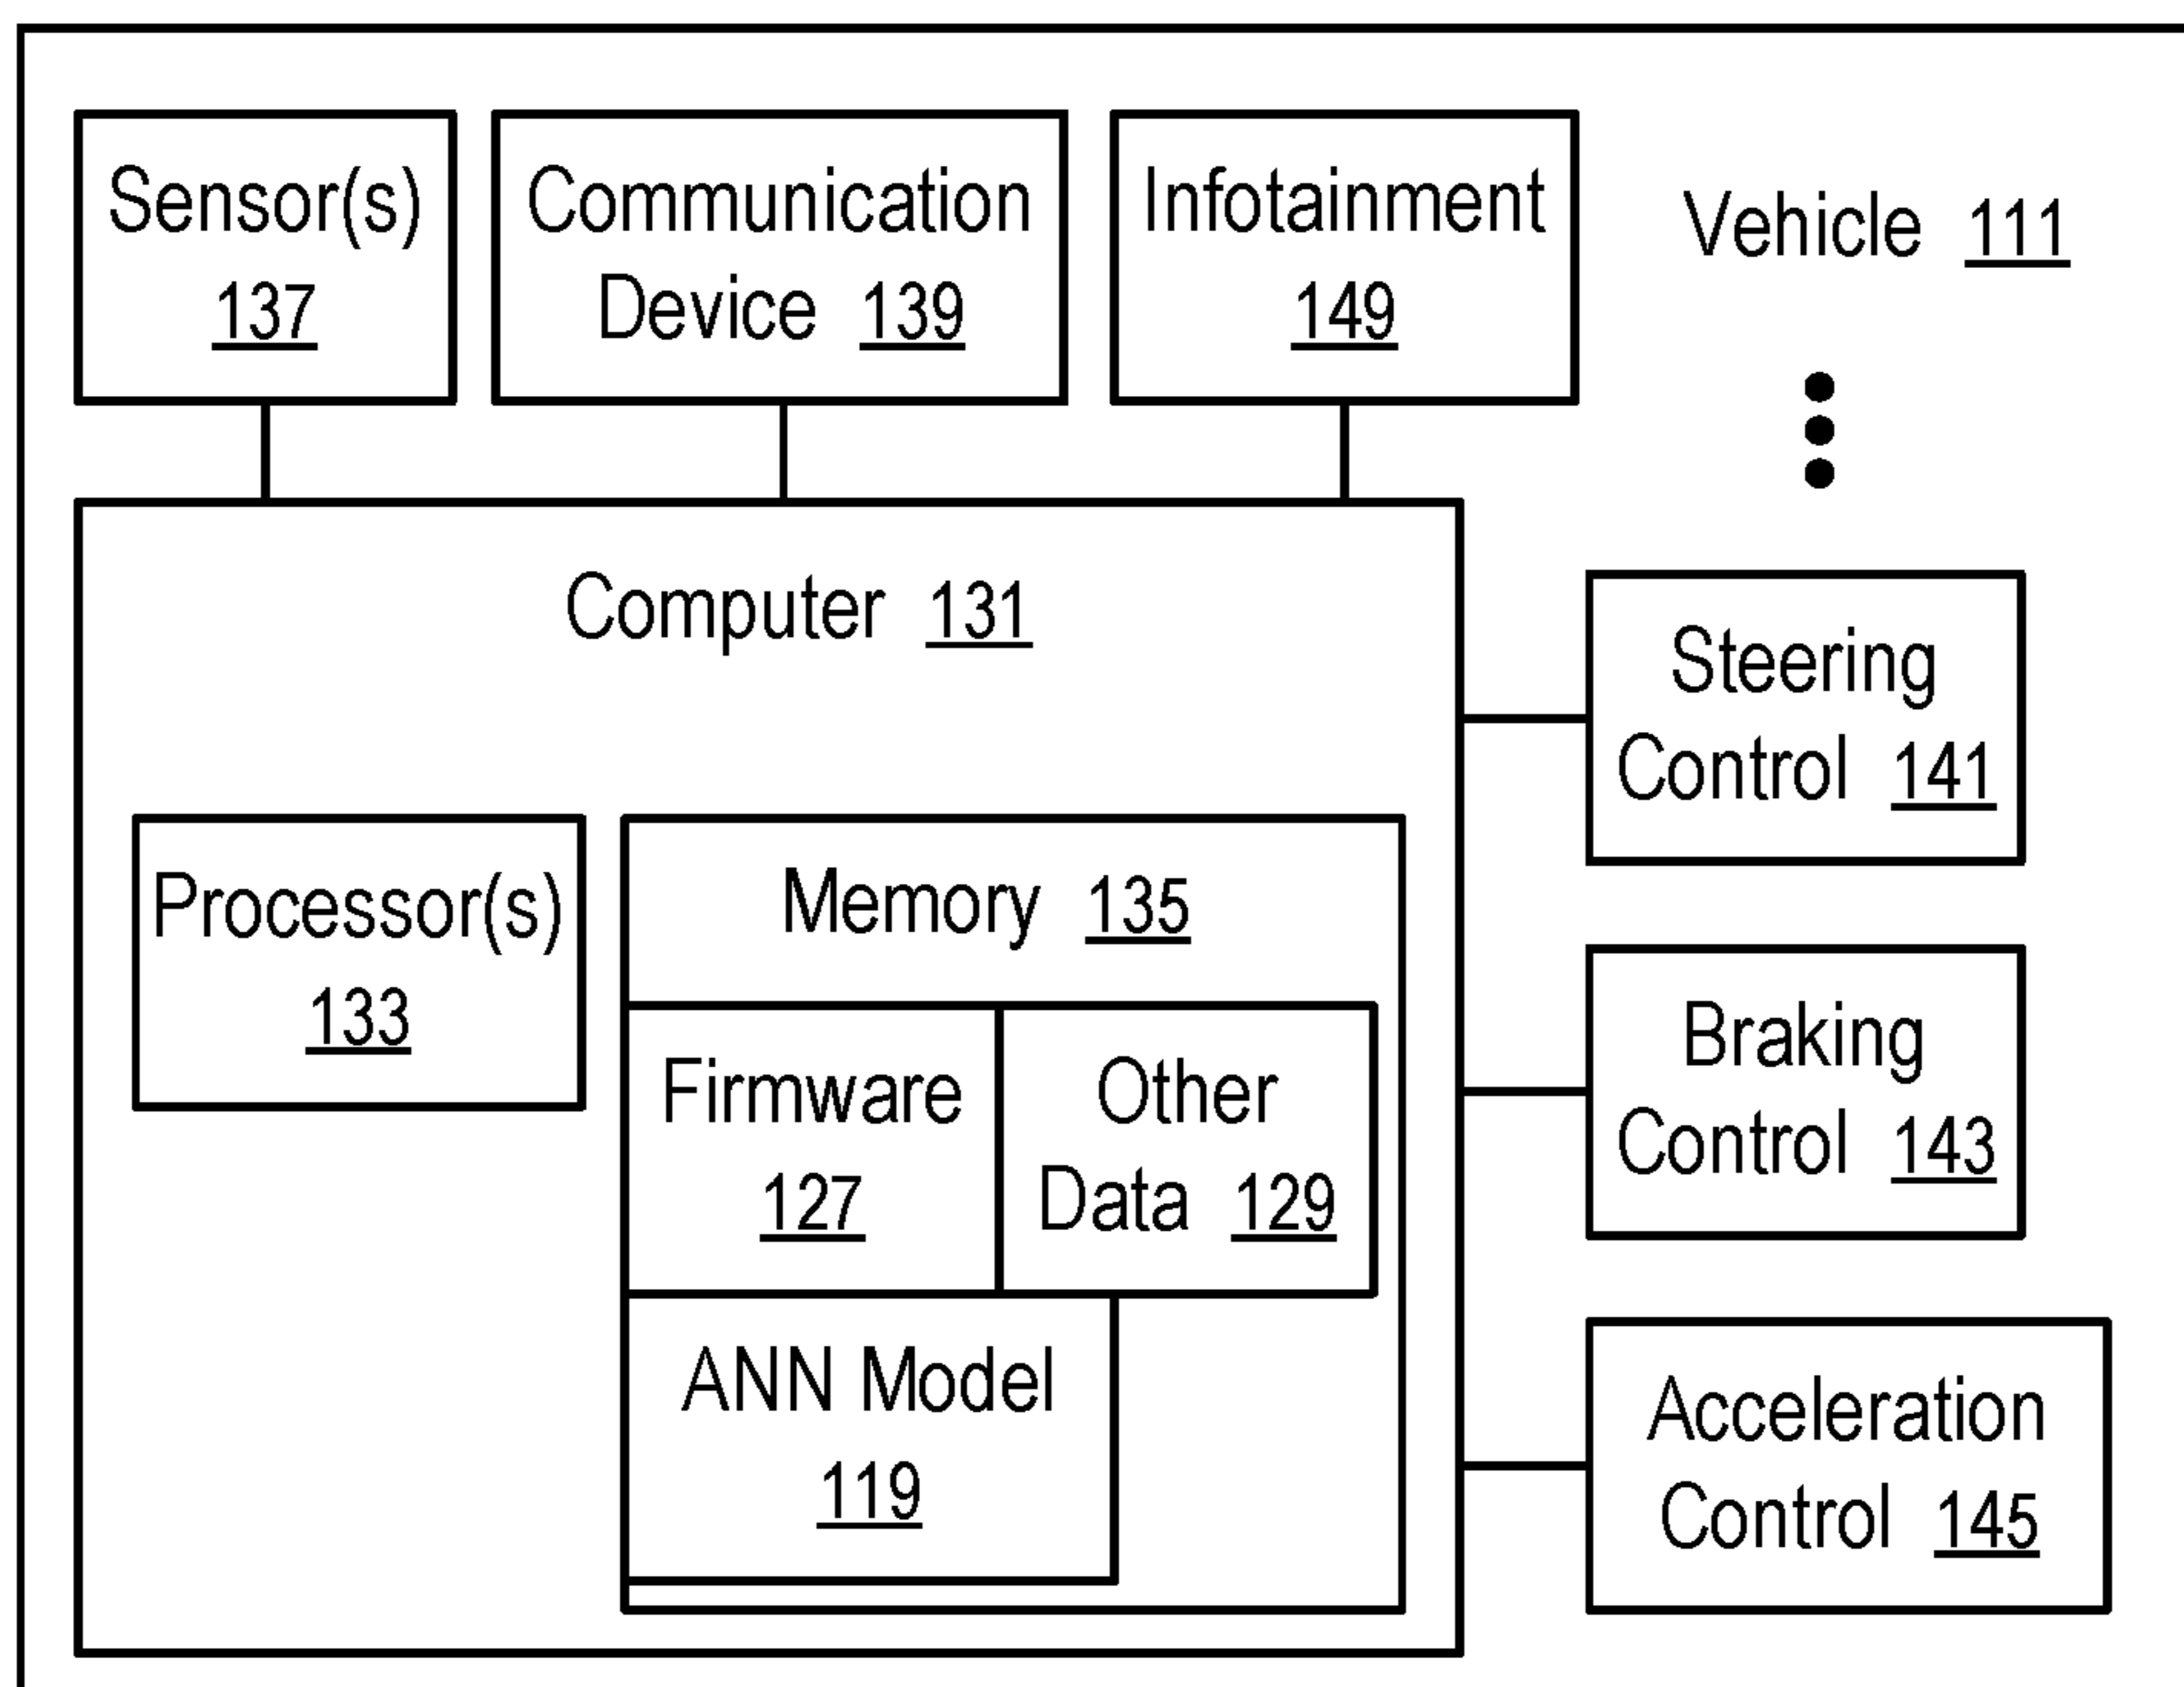 Sensor(s)
137
Communication
Device 139
Infotainment
149
Vehicle 111
Computer 131
Processor(s)
133
Memory 135
Firmware
127
Other
Data 129
ANN Model
119
Steering
Control 141
Braking
Control 143
Acceleration
Control 145